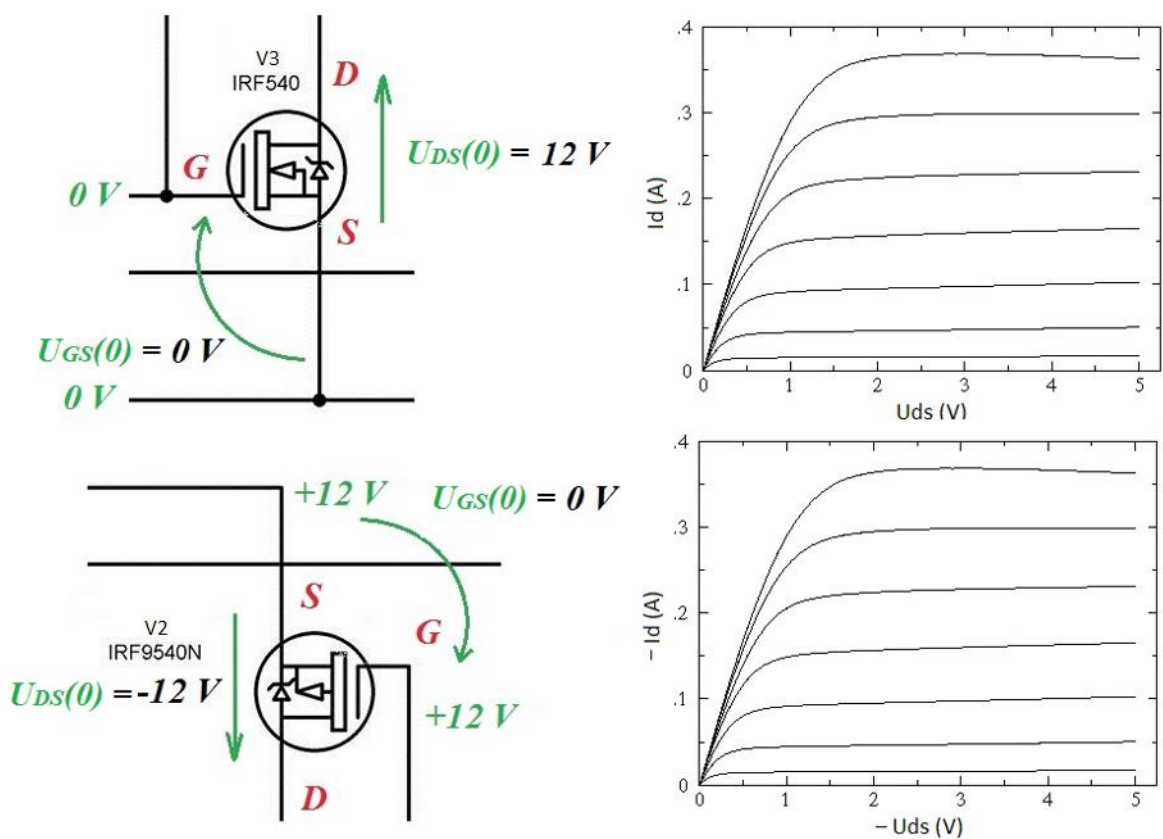 V3
IRF540
D
G
S
0 V
UDS(0) = 12 V
UGS(0) = 0 V
0 V
.4
.3
.2
.1
0
Id (A)
0 1 2 3 4 5
Uds (V)
+12 V
UGS(0) = 0 V
S
G
V2
IRF9540N
UDS(0) = -12 V
+12 V
D
.4
.3
.2
.1
0
– Id (A)
0 1 2 3 4 5
– Uds (V)